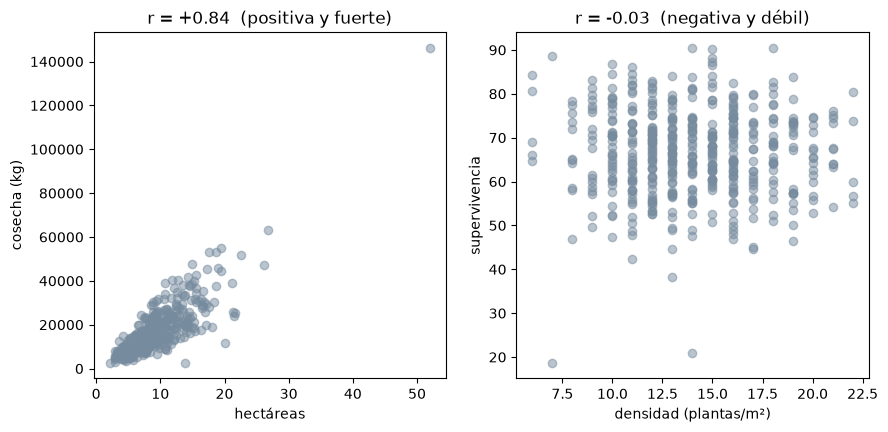 r = +0.84  (positiva y fuerte)
cosecha (kg)
140000
120000
100000
80000
60000
40000
20000
0
0 10 20 30 40 50
hectáreas
r = -0.03  (negativa y débil)
supervivencia
90
80
70
60
50
40
30
20
7.5 10.0 12.5 15.0 17.5 20.0 22.5
densidad (plantas/m²)